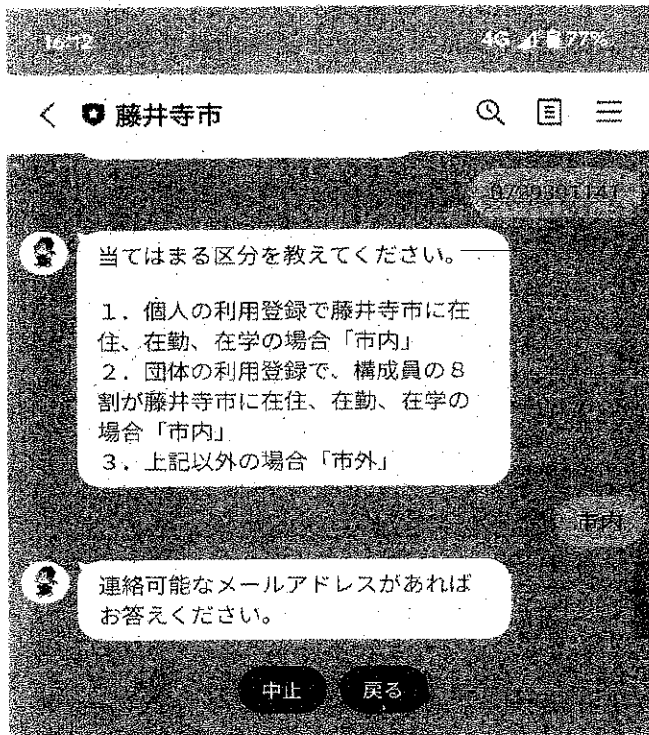 16:12
4G 77%
藤井寺市
当てはまる区分を教えてください。
1．個人の利用登録で藤井寺市に在
住、在勤、在学の場合「市内」
2．団体の利用登録で、構成員の8
割が藤井寺市に在住、在勤、在学の
場合「市内」
3．上記以外の場合「市外」
市内
連絡可能なメールアドレスがあれば
お答えください。
中止
戻る